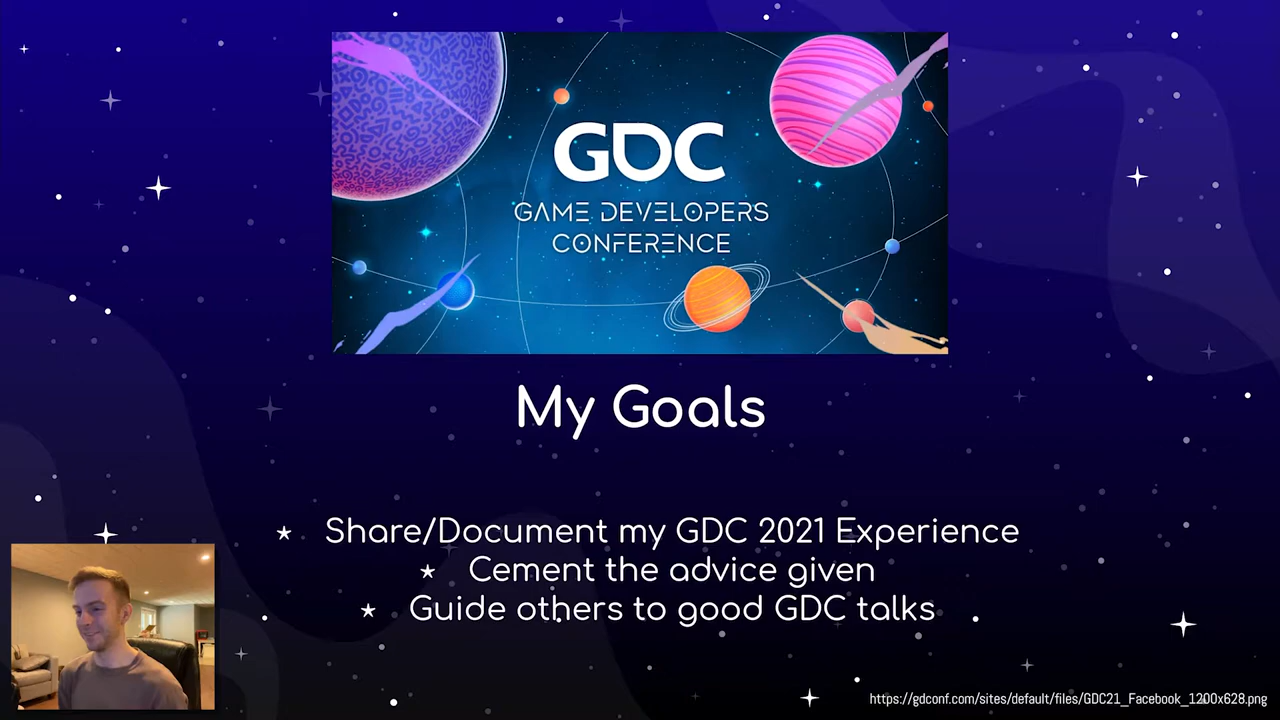 GDC
GAME DEVELOPERS
CONFERENCE
My Goals
★ Share/Document my GDC 2021 Experience
★ Cement the advice given
★ Guide others to good GDC talks
https://gdconf.com/sites/default/files/GDC21_Facebook_1200x628.png